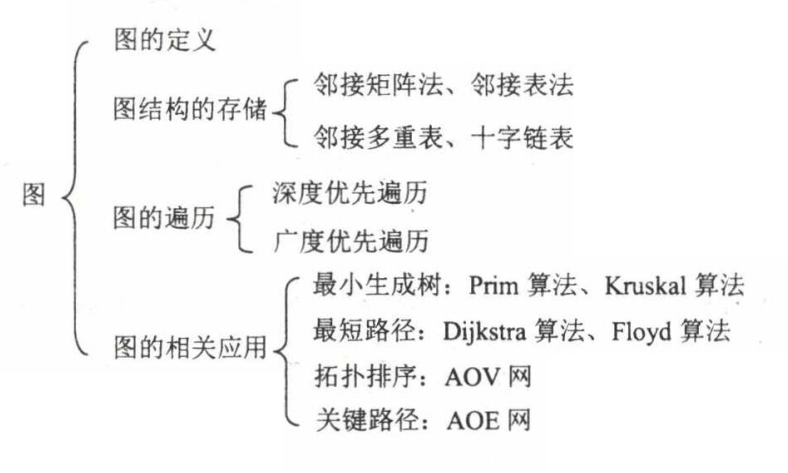 图
图的定义
图结构的存储
邻接矩阵法、邻接表法
邻接多重表、十字链表
图的遍历
深度优先遍历
广度优先遍历
图的相关应用
最小生成树：Prim 算法、Kruskal 算法
最短路径：Dijkstra 算法、Floyd 算法
拓扑排序：AOV 网
关键路径：AOE 网